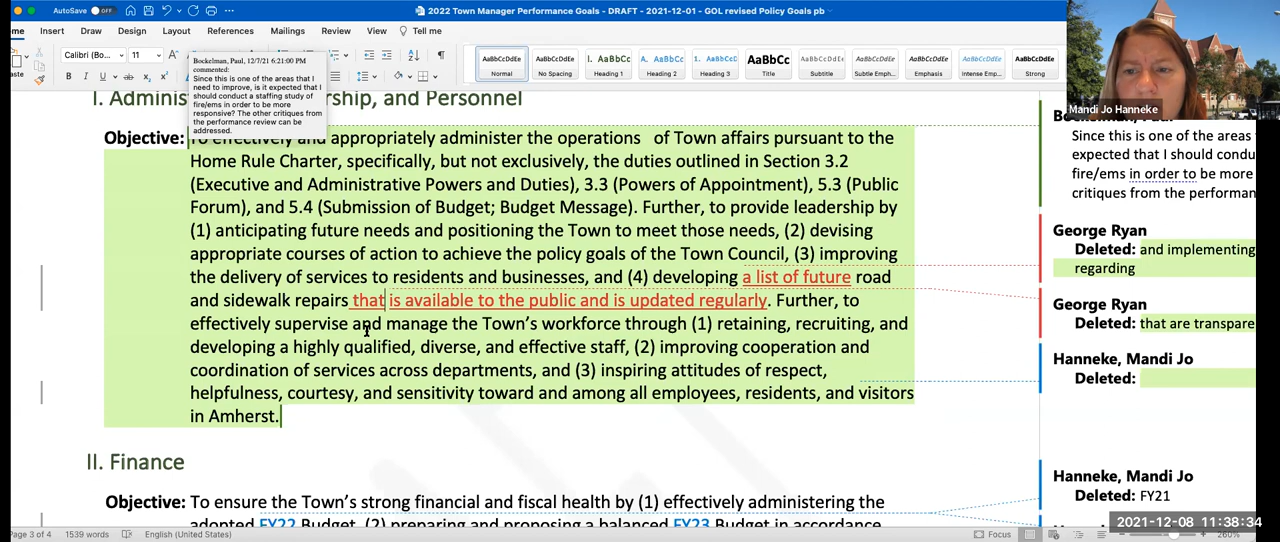 AutoSave OFF
2022 Town Manager Performance Goals - DRAFT - 2021-12-01 - GOL revised Policy Goals pb
Insert Draw Design Layout References Mailings Review View Tell me
Calibri (Bo... 11
Normal No Spacing Heading 1 Heading 2 Heading 3 Title Subtitle Subtle Emph... Emphasis Intense Emp... Strong
Mandi Jo Hanneke
Bockelman, Paul, 12/7/21 6:21:00 PM
commented:
Since this is one of the areas that I
need to improve, is it expected that I
should conduct a staffing study of
fire/ems in order to be more
responsive? The other critiques from
the performance review can be
addressed.
Objective: To effectively and appropriately administer the operations of Town affairs pursuant to the
Home Rule Charter, specifically, but not exclusively, the duties outlined in Section 3.2
(Executive and Administrative Powers and Duties), 3.3 (Powers of Appointment), 5.3 (Public
Forum), and 5.4 (Submission of Budget; Budget Message). Further, to provide leadership by
(1) anticipating future needs and positioning the Town to meet those needs, (2) devising
appropriate courses of action to achieve the policy goals of the Town Council, (3) improving
the delivery of services to residents and businesses, and (4) developing a list of future road
and sidewalk repairs that is available to the public and is updated regularly. Further, to
effectively supervise and manage the Town's workforce through (1) retaining, recruiting, and
developing a highly qualified, diverse, and effective staff, (2) improving cooperation and
coordination of services across departments, and (3) inspiring attitudes of respect,
helpfulness, courtesy, and sensitivity toward and among all employees, residents, and visitors
in Amherst.
II. Finance
Objective: To ensure the Town's strong financial and fiscal health by (1) effectively administering the
adopted FY22 Budget, (2) preparing and proposing a balanced FY23 Budget in accordance
Since this is one of the areas
expected that I should condu
fire/ems in order to be more
critiques from the performan
George Ryan
Deleted: and implementing
regarding
George Ryan
Deleted: that are transpare
Hanneke, Mandi Jo
Deleted:
Hanneke, Mandi Jo
Deleted: FY21
2021-12-08 11:38:34
Page 3 of 4 1539 words English (United States) Focus 260%